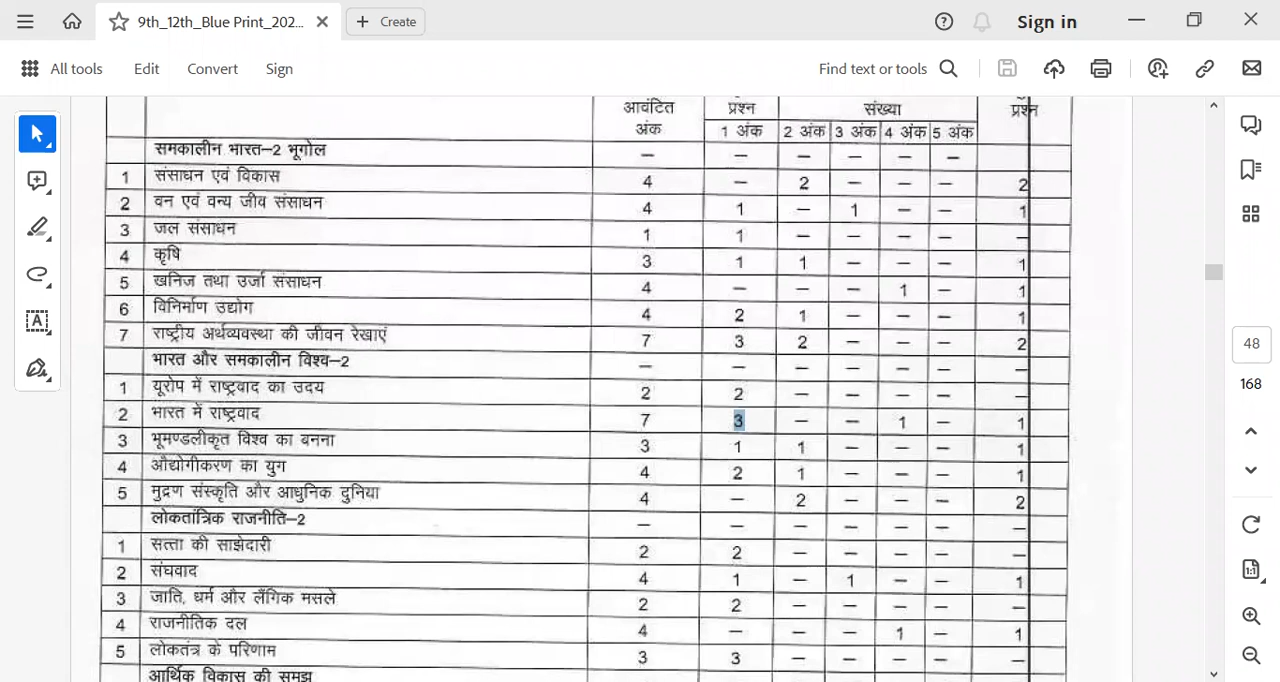 9th_12th_Blue Print_202... Create Sign in
All tools Edit Convert Sign Find text or tools
आवंटित प्रश्न संख्या प्रश्न
अंक 1 अंक 2 अंक 3 अंक 4 अंक 5 अंक
समकालीन भारत–2 भूगोल – – – – – –
1 संसाधन एवं विकास 4 – 2 – – – 2
2 वन एवं वन्य जीव संसाधन 4 1 – 1 – – 1
3 जल संसाधन 1 1 – – – – –
4 कृषि 3 1 1 – – – 1
5 खनिज तथा उर्जा संसाधन 4 – – – 1 – 1
6 विनिर्माण उद्योग 4 2 1 – – – 1
7 राष्ट्रीय अर्थव्यवस्था की जीवन रेखाएं 7 3 2 – – – 2
भारत और समकालीन विश्व–2 – – – – – – –
1 यूरोप में राष्ट्रवाद का उदय 2 2 – – – – –
2 भारत में राष्ट्रवाद 7 3 – – 1 – 1
3 भूमण्डलीकृत विश्व का बनना 3 1 1 – – – 1
4 औद्योगीकरण का युग 4 2 1 – – – 1
5 मुद्रण संस्कृति और आधुनिक दुनिया 4 – 2 – – – 2
लोकतांत्रिक राजनीति–2 – – – – – – –
1 सत्ता की साझेदारी 2 2 – – – – –
2 संघवाद 4 1 – 1 – – 1
3 जाति, धर्म और लैंगिक मसले 2 2 – – – – –
4 राजनीतिक दल 4 – – – 1 – 1
5 लोकतंत्र के परिणाम 3 3 – – – – –
आर्थिक विकास की समझ
48
168